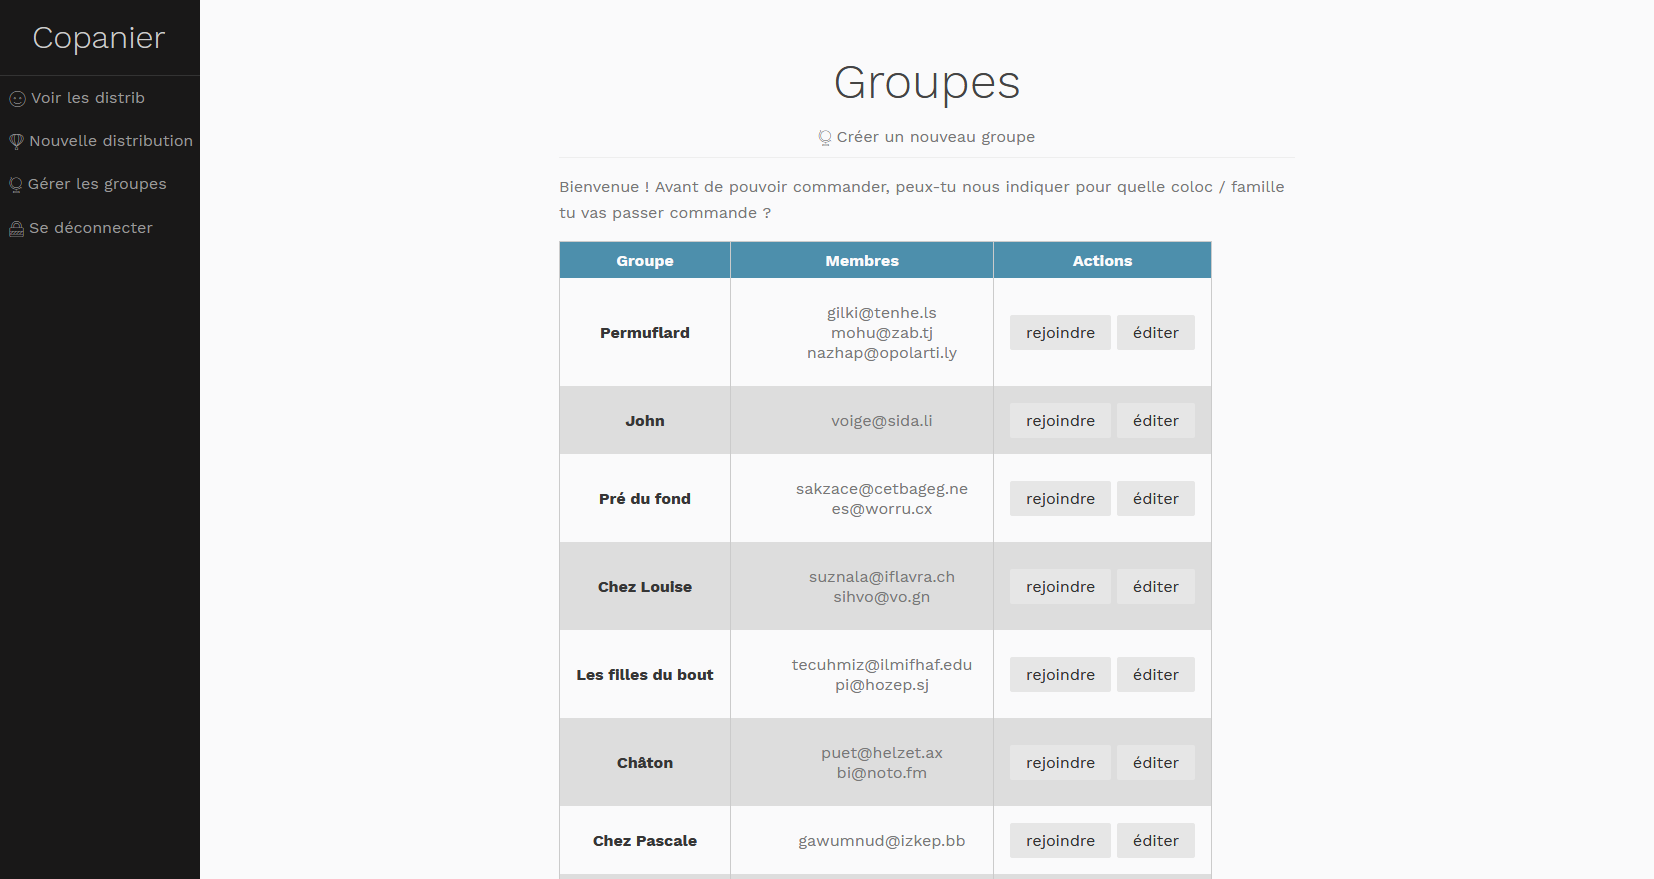 Copanier
Voir les distrib
Nouvelle distribution
Gérer les groupes
Se déconnecter
Groupes
Créer un nouveau groupe
Bienvenue ! Avant de pouvoir commander, peux-tu nous indiquer pour quelle coloc / famille
tu vas passer commande ?
Groupe Membres Actions
Permuflard
gilki@tenhe.ls
mohu@zab.tj
nazhap@opolarti.ly
rejoindre éditer
John
voige@sida.li
rejoindre éditer
Pré du fond
sakzace@cetbageg.ne
es@worru.cx
rejoindre éditer
Chez Louise
suznala@iflavra.ch
sihvo@vo.gn
rejoindre éditer
Les filles du bout
tecuhmiz@ilmifhaf.edu
pi@hozep.sj
rejoindre éditer
Châton
puet@helzet.ax
bi@noto.fm
rejoindre éditer
Chez Pascale
gawumnud@izkep.bb
rejoindre éditer